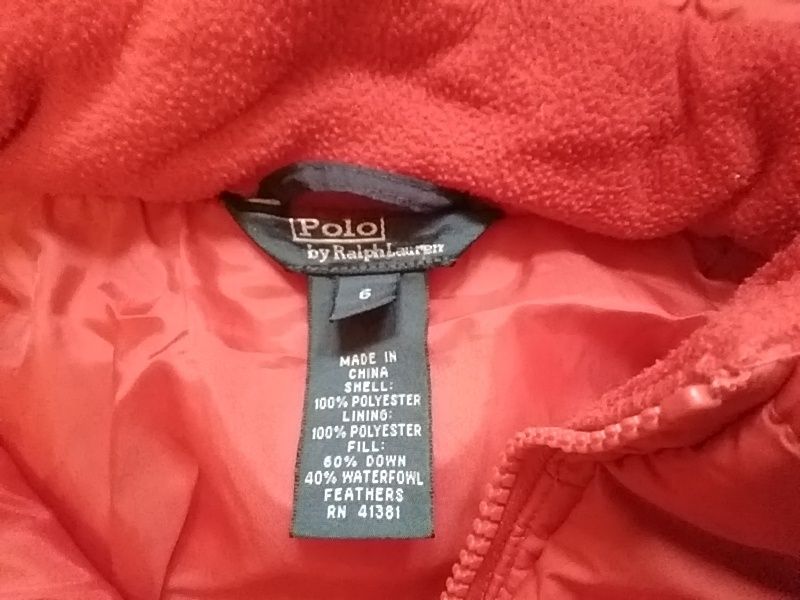 Polo
by Ralph Lauren
6
MADE IN
CHINA
SHELL:
100% POLYESTER
LINING:
100% POLYESTER
FILL:
60% DOWN
40% WATERFOWL
FEATHERS
RN 41381